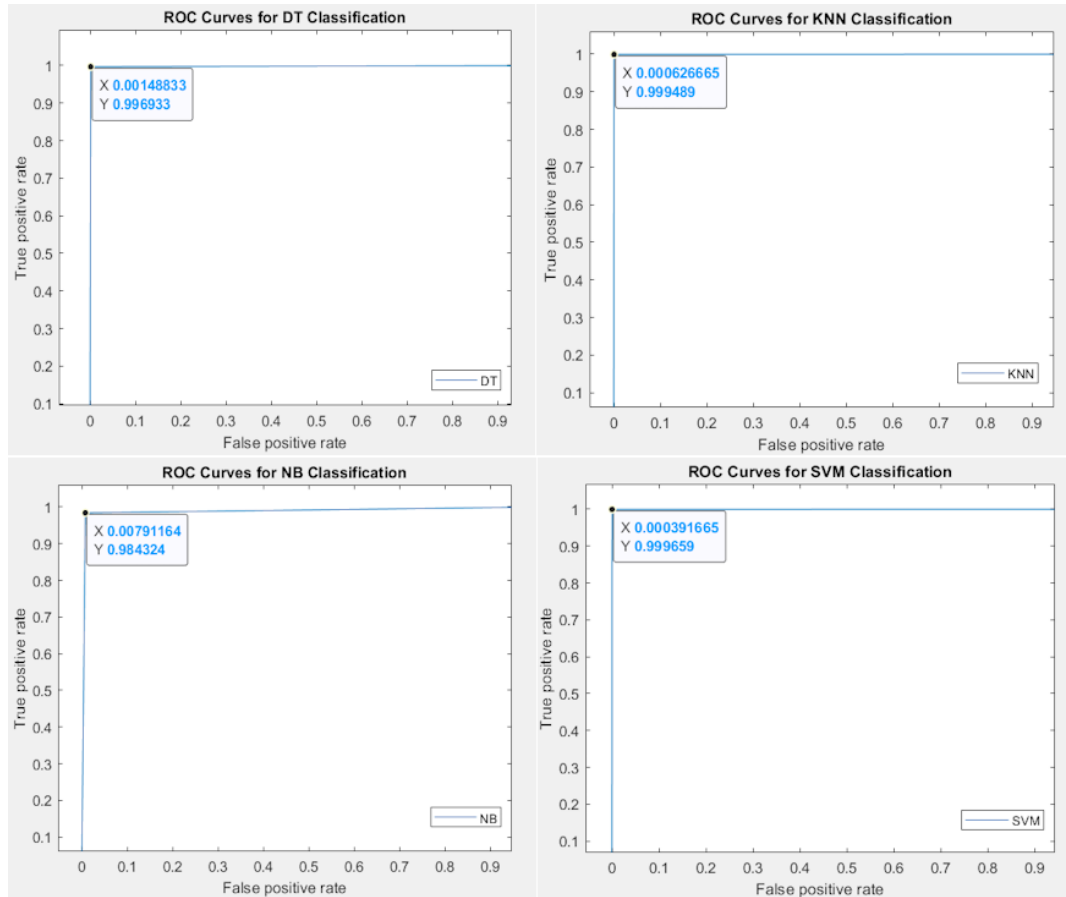 ROC Curves for DT Classification
1
X 0.00148833
0.9
Y 0.996933
0.8
0.7
0.6
0.5
0.4
0.3
0.2
0.1
True positive rate
DT
0 0.1 0.2 0.3 0.4 0.5 0.6 0.7 0.8 0.9
False positive rate
ROC Curves for KNN Classification
1
X 0.000626665
0.9
Y 0.999489
0.8
0.7
0.6
0.5
0.4
0.3
0.2
0.1
True positive rate
KNN
0 0.1 0.2 0.3 0.4 0.5 0.6 0.7 0.8 0.9
False positive rate
ROC Curves for NB Classification
1
X 0.00791164
0.9
Y 0.984324
0.8
0.7
0.6
0.5
0.4
0.3
0.2
0.1
True positive rate
NB
0 0.1 0.2 0.3 0.4 0.5 0.6 0.7 0.8 0.9
False positive rate
ROC Curves for SVM Classification
1
X 0.000391665
0.9
Y 0.999659
0.8
0.7
0.6
0.5
0.4
0.3
0.2
0.1
True positive rate
SVM
0 0.1 0.2 0.3 0.4 0.5 0.6 0.7 0.8 0.9
False positive rate